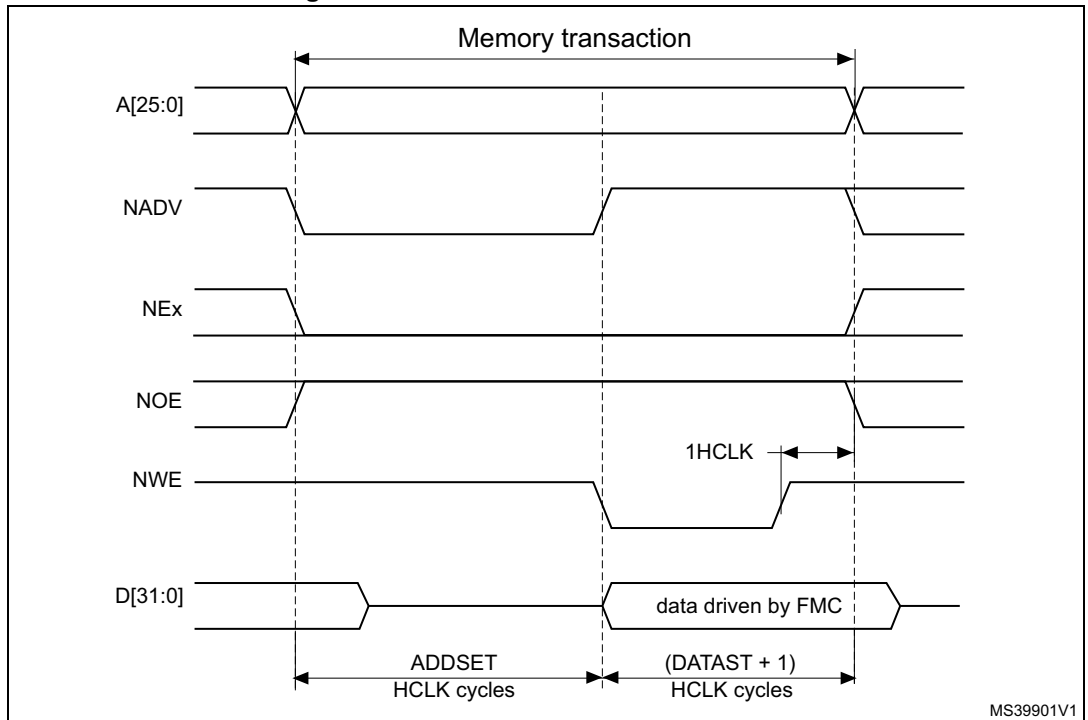 Memory transaction
A[25:0]
NADV
NEx
NOE
1HCLK
NWE
D[31:0]
data driven by FMC
ADDSET
HCLK cycles
(DATAST + 1)
HCLK cycles
MS39901V1